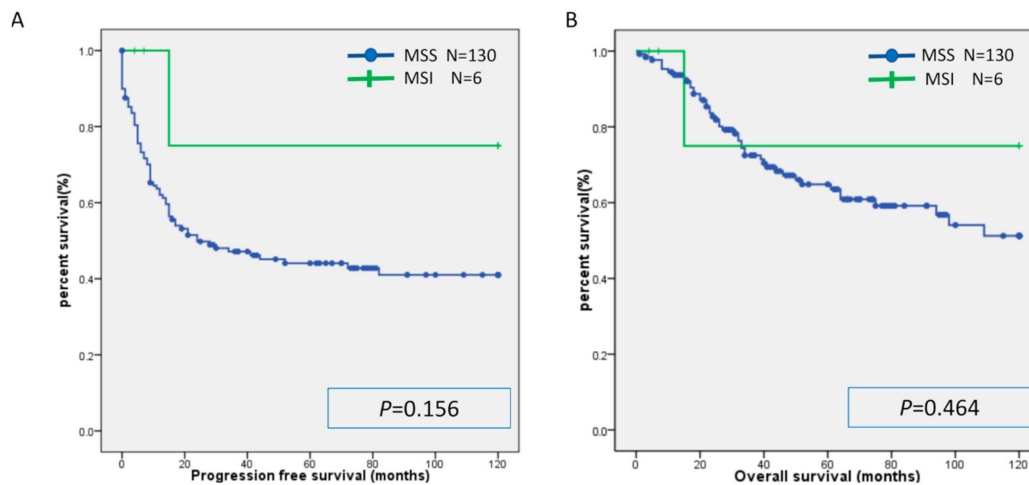 A
percent survival(%)
1.0
0.8
0.6
0.4
0.2
0.0
MSS N=130
MSI N=6
P=0.156
0 20 40 60 80 100 120
Progression free survival (months)
B
percent survival(%)
1.0
0.8
0.6
0.4
0.2
0.0
MSS N=130
MSI N=6
P=0.464
0 20 40 60 80 100 120
Overall survival (months)